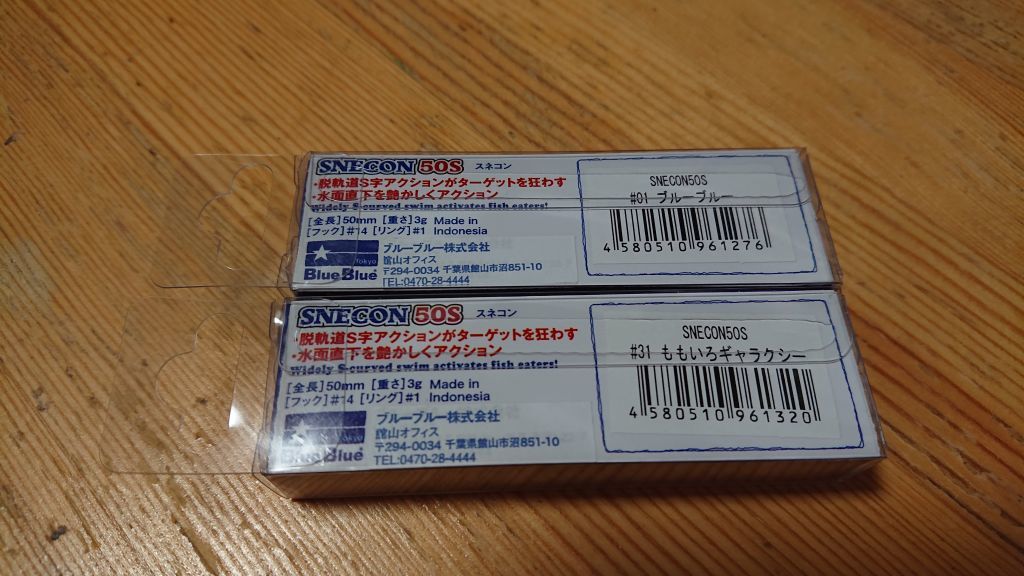 SNECON 50S スネコン
・脱軌道S字アクションがターゲットを狂わす
・水面直下を艶かしくアクション
Widely S-curved swim activates fish eaters!
[全長]50mm [重さ]3g Made in
[フック]#14 [リング]#1 Indonesia
Tokyo
BlueBlue
ブルーブルー株式会社
館山オフィス
〒294-0034 千葉県館山市沼851-10
TEL:0470-28-4444
SNECON50S
#01 ブルーブルー
4 580510 961276
SNECON 50S スネコン
・脱軌道S字アクションがターゲットを狂わす
・水面直下を艶かしくアクション
Widely S-curved swim activates fish eaters!
[全長]50mm [重さ]3g Made in
[フック]#14 [リング]#1 Indonesia
Tokyo
BlueBlue
ブルーブルー株式会社
館山オフィス
〒294-0034 千葉県館山市沼851-10
TEL:0470-28-4444
SNECON50S
#31 ももいろギャラクシー
4 580510 961320